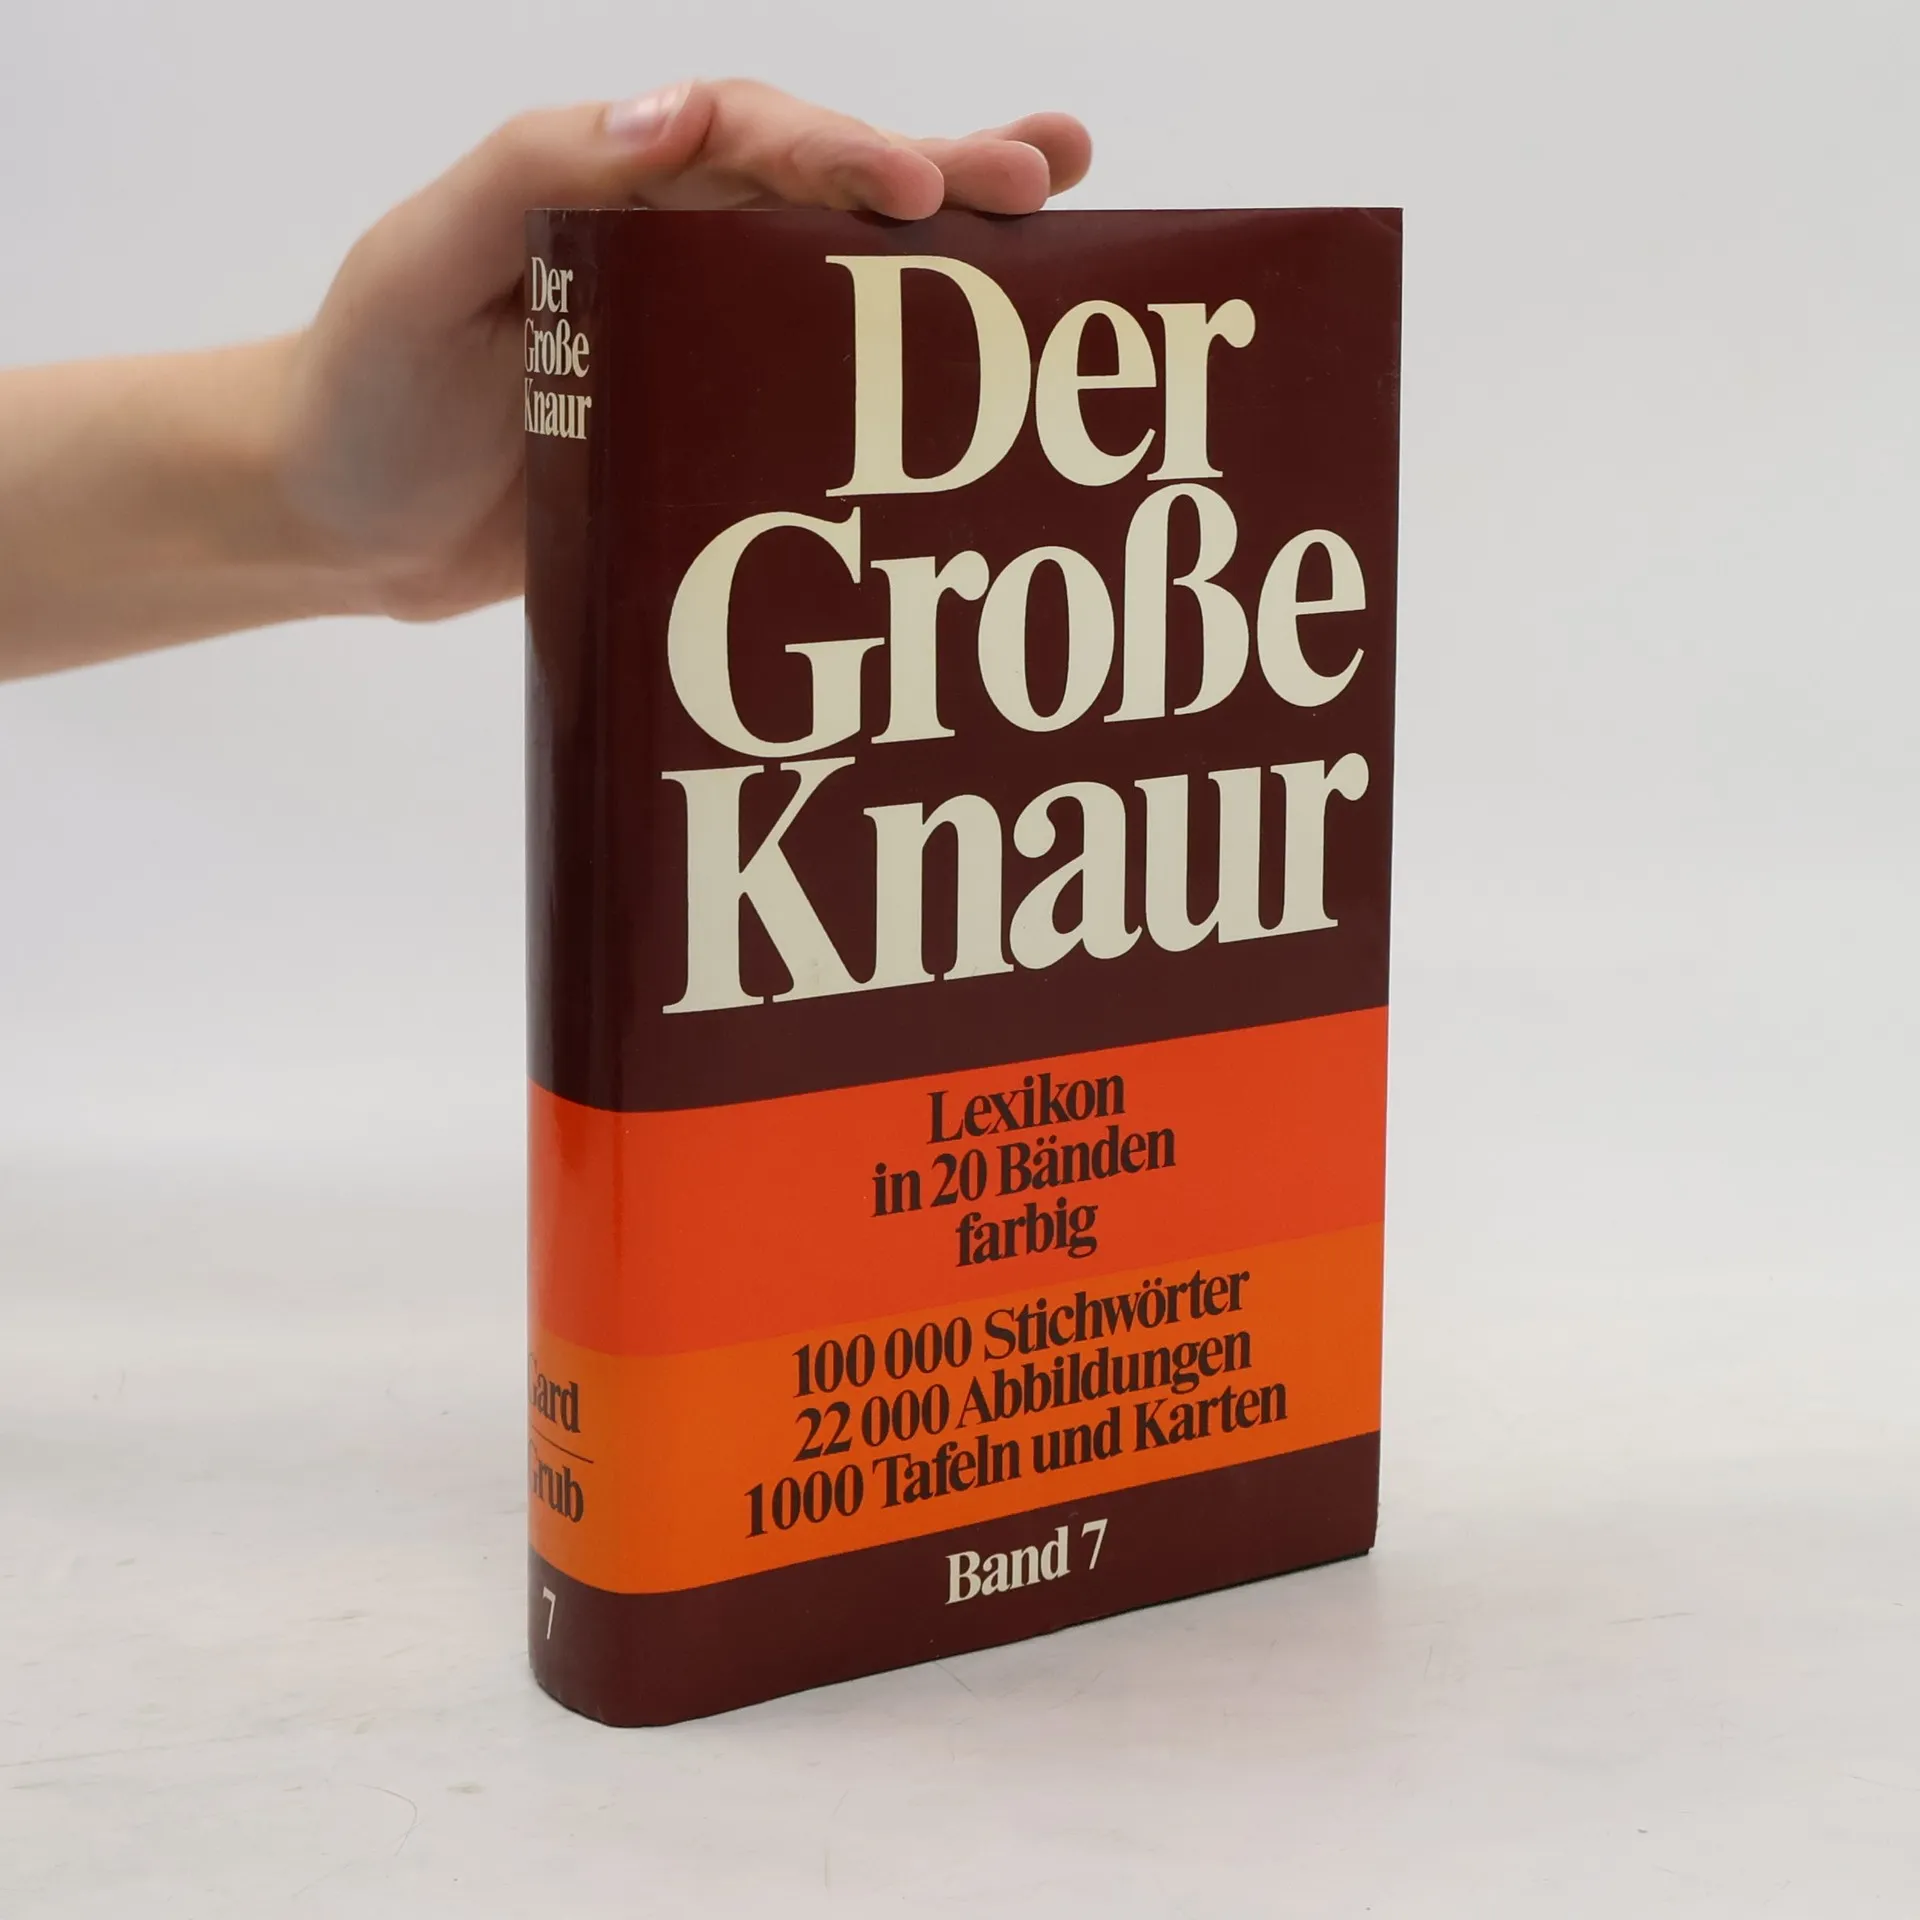 Der
Große
Knaur
Gard
Grub
7
Der
Große
Knaur
Lexikon
in 20 Bänden
farbig
100 000 Stichwörter
22 000 Abbildungen
1000 Tafeln und Karten
Band 7